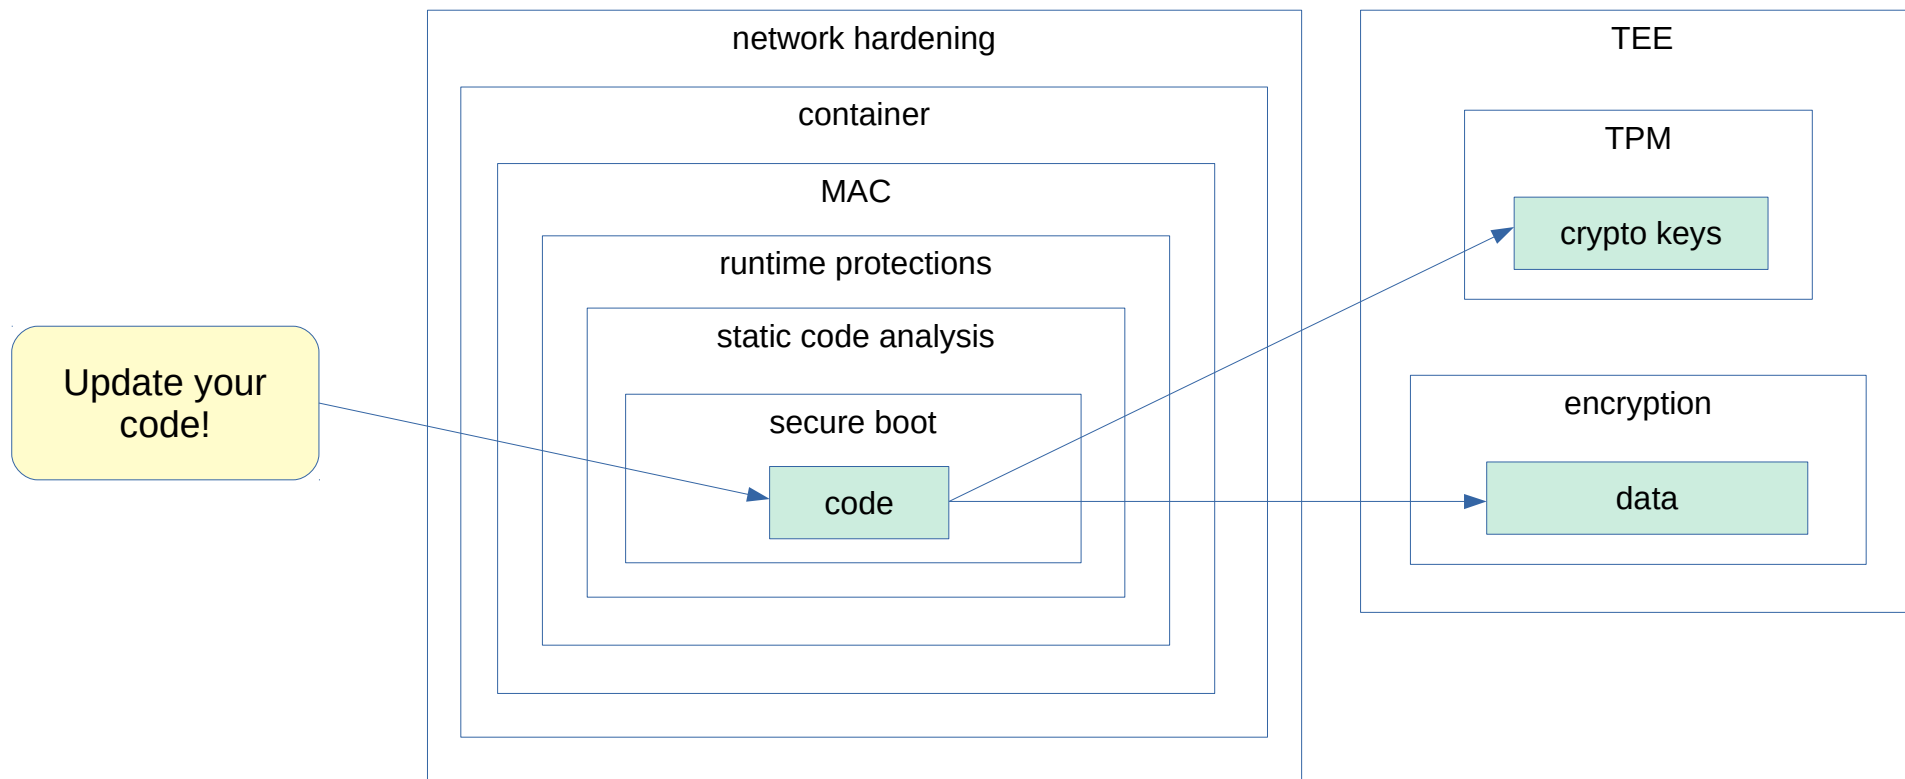 Update your
code!
network hardening
container
MAC
runtime protections
static code analysis
secure boot
code
TEE
TPM
crypto keys
encryption
data